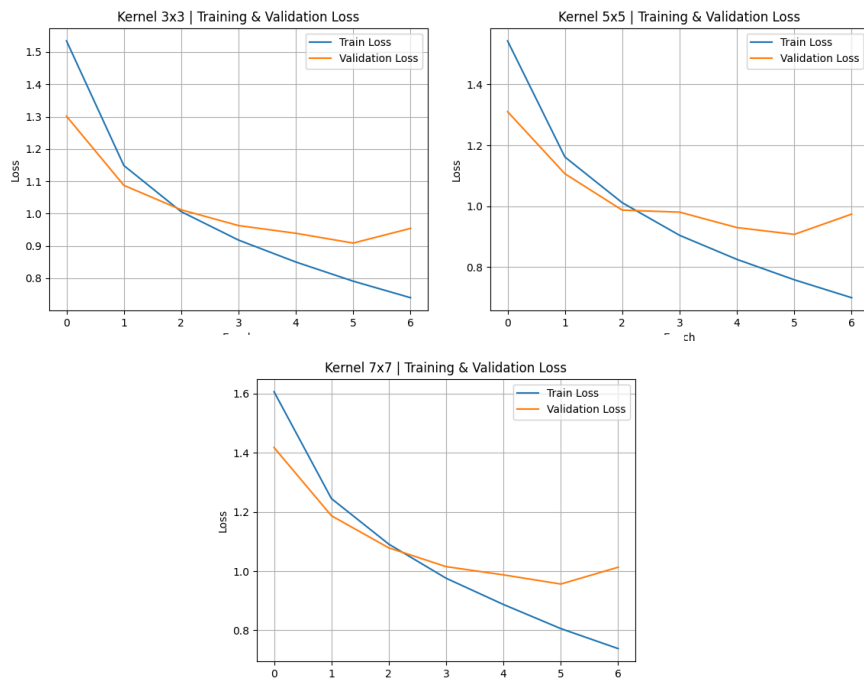 Kernel 3x3 | Training & Validation Loss
Train Loss
Validation Loss
1.5
1.4
1.3
1.2
1.1
1.0
0.9
0.8
Loss
0 1 2 3 4 5 6
Kernel 5x5 | Training & Validation Loss
Train Loss
Validation Loss
1.4
1.2
1.0
0.8
Loss
0 1 2 3 4 5 6
Kernel 7x7 | Training & Validation Loss
Train Loss
Validation Loss
1.6
1.4
1.2
1.0
0.8
Loss
0 1 2 3 4 5 6